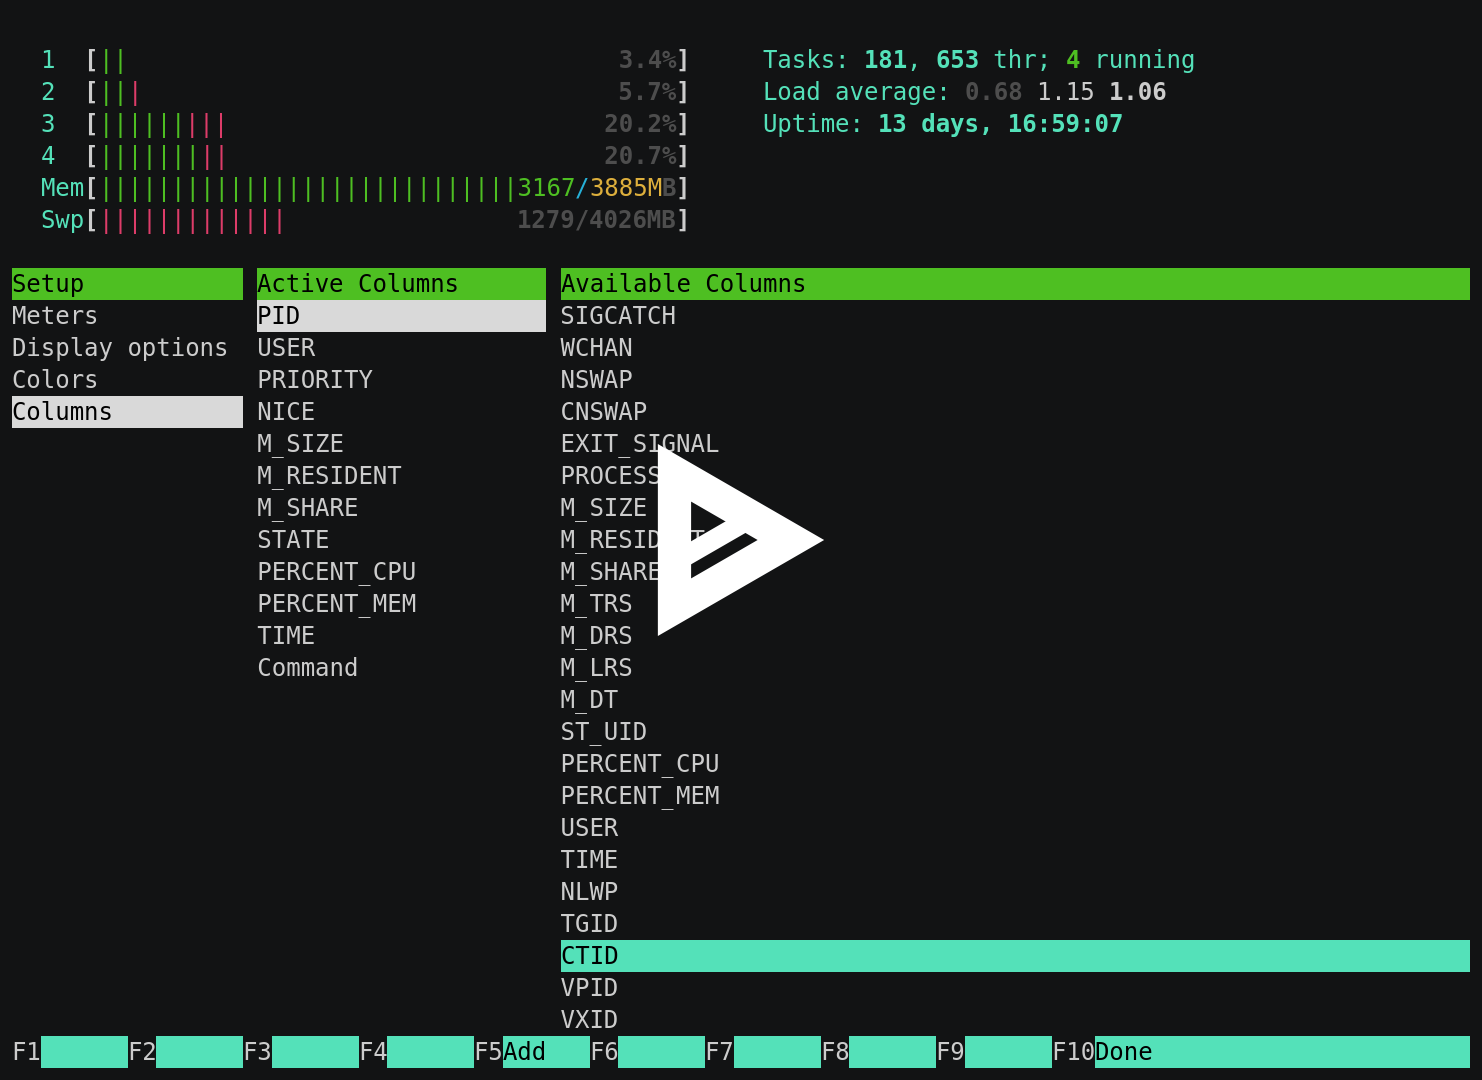 1 [|| 3.4%] Tasks: 181, 653 thr; 4 running
2 [||| 5.7%] Load average: 0.68 1.15 1.06
3 [||||||||| 20.2%] Uptime: 13 days, 16:59:07
4 [||||||||| 20.7%]
Mem[|||||||||||||||||||||||||||||3167/3885MB]
Swp[||||||||||||| 1279/4026MB]
Setup Active Columns Available Columns
Meters PID SIGCATCH
Display options USER WCHAN
Colors PRIORITY NSWAP
Columns NICE CNSWAP
M_SIZE EXIT_SIGNAL
M_RESIDENT PROCESS
M_SHARE M_SIZE
STATE M_RESIDENT
PERCENT_CPU M_SHARE
PERCENT_MEM M_TRS
TIME M_DRS
Command M_LRS
M_DT
ST_UID
PERCENT_CPU
PERCENT_MEM
USER
TIME
NLWP
TGID
CTID
VPID
VXID
F1 F2 F3 F4 F5Add F6 F7 F8 F9 F10Done